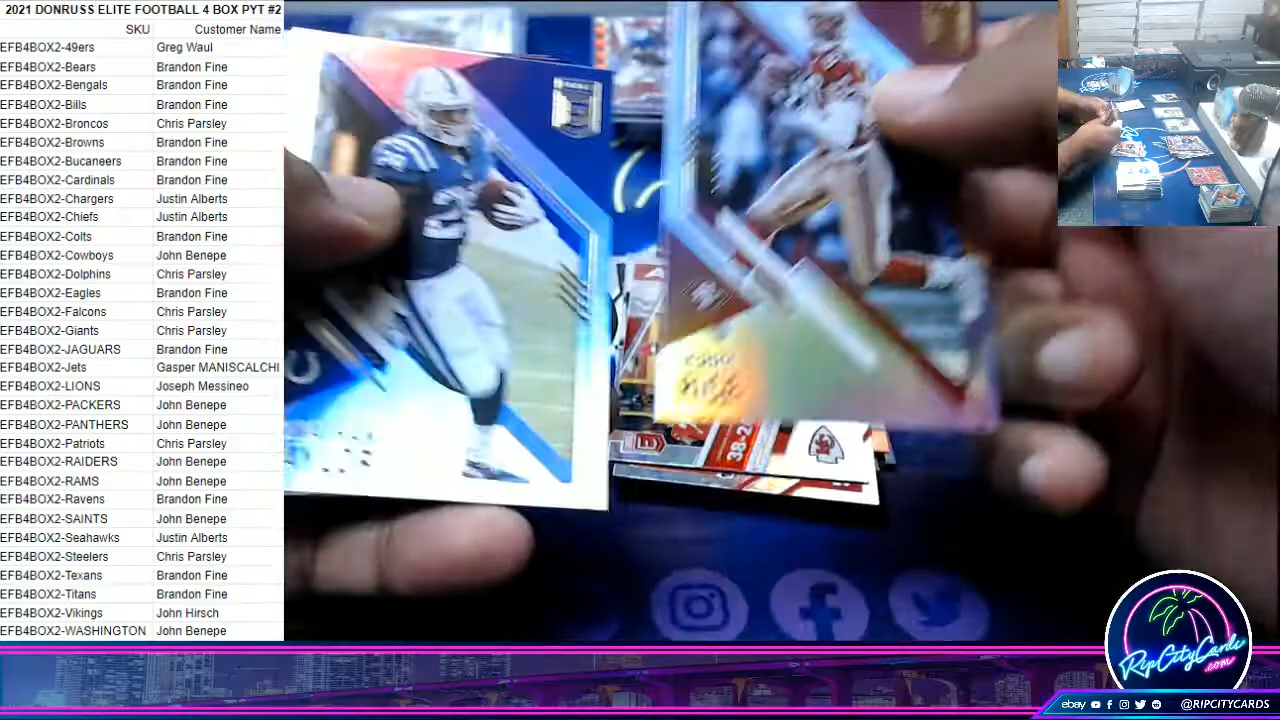 2021 DONRUSS ELITE FOOTBALL 4 BOX PYT #2
SKU Customer Name
EFB4BOX2-49ers Greg Waul
EFB4BOX2-Bears Brandon Fine
EFB4BOX2-Bengals Brandon Fine
EFB4BOX2-Bills Brandon Fine
EFB4BOX2-Broncos Chris Parsley
EFB4BOX2-Browns Brandon Fine
EFB4BOX2-Bucaneers Brandon Fine
EFB4BOX2-Cardinals Brandon Fine
EFB4BOX2-Chargers Justin Alberts
EFB4BOX2-Chiefs Justin Alberts
EFB4BOX2-Colts Brandon Fine
EFB4BOX2-Cowboys John Benepe
EFB4BOX2-Dolphins Chris Parsley
EFB4BOX2-Eagles Brandon Fine
EFB4BOX2-Falcons Chris Parsley
EFB4BOX2-Giants Chris Parsley
EFB4BOX2-JAGUARS Brandon Fine
EFB4BOX2-Jets Gasper MANISCALCHI
EFB4BOX2-LIONS Joseph Messineo
EFB4BOX2-PACKERS John Benepe
EFB4BOX2-PANTHERS John Benepe
EFB4BOX2-Patriots Chris Parsley
EFB4BOX2-RAIDERS John Benepe
EFB4BOX2-RAMS John Benepe
EFB4BOX2-Ravens Brandon Fine
EFB4BOX2-SAINTS John Benepe
EFB4BOX2-Seahawks Justin Alberts
EFB4BOX2-Steelers Chris Parsley
EFB4BOX2-Texans Brandon Fine
EFB4BOX2-Titans Brandon Fine
EFB4BOX2-Vikings John Hirsch
EFB4BOX2-WASHINGTON John Benepe
RipCityCards
.com
ebay @RIPCITYCARDS